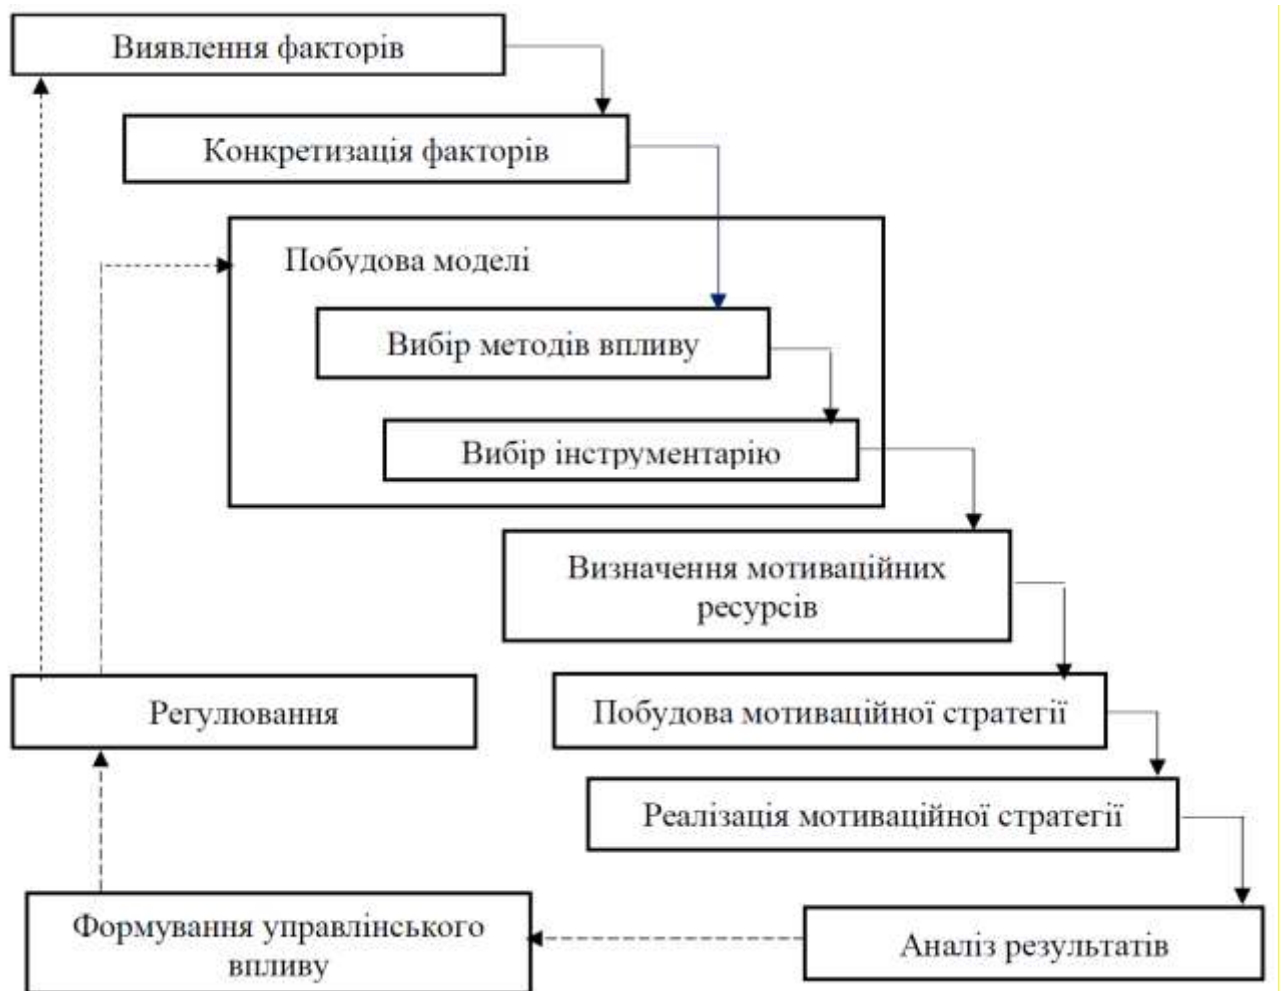 Виявлення факторів
Конкретизація факторів
Побудова моделі
Вибір методів впливу
Вибір інструментарію
Визначення мотиваційних
ресурсів
Регулювання
Побудова мотиваційної стратегії
Реалізація мотиваційної стратегії
Формування управлінського
впливу
Аналіз результатів